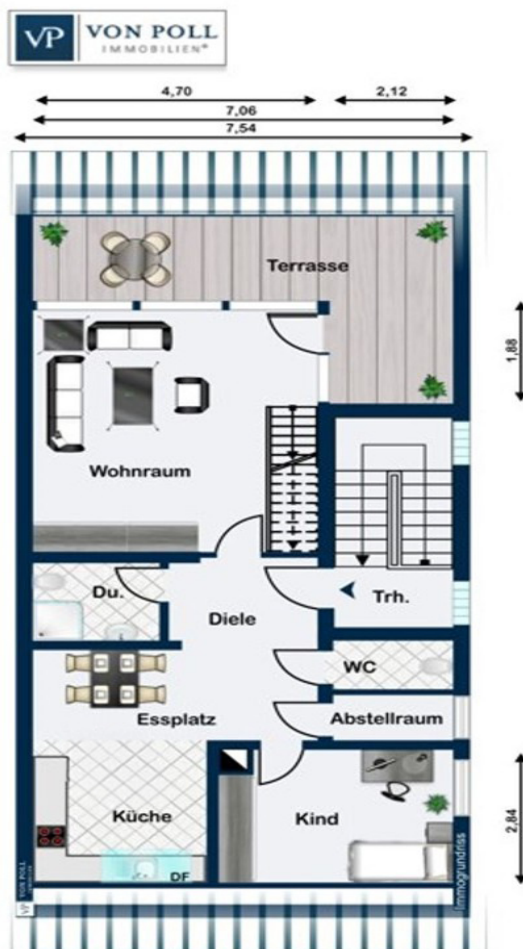 VP VON POLL
IMMOBILIEN®
4,70 2,12
7,06
7,54
Terrasse
1,88
Wohnraum
Du.
Diele
Trh.
WC
Essplatz
Abstellraum
Küche
Kind
2,84
DF
VP VON POLL
Immogrundriss